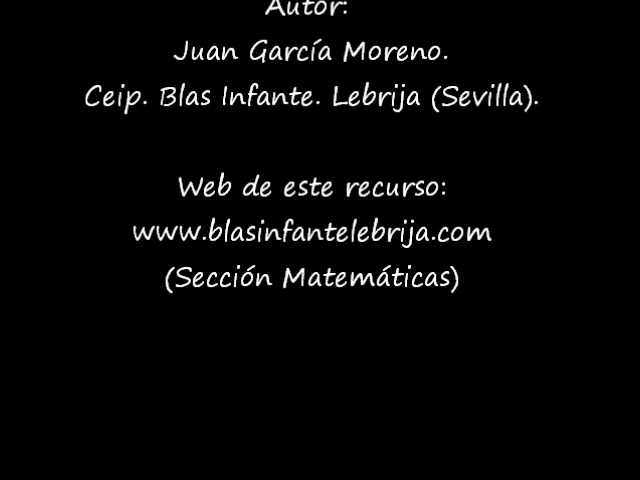 Autor:
Juan García Moreno.
Ceip. Blas Infante. Lebrija (Sevilla).
Web de este recurso:
www.blasinfantelebrija.com
(Sección Matemáticas)